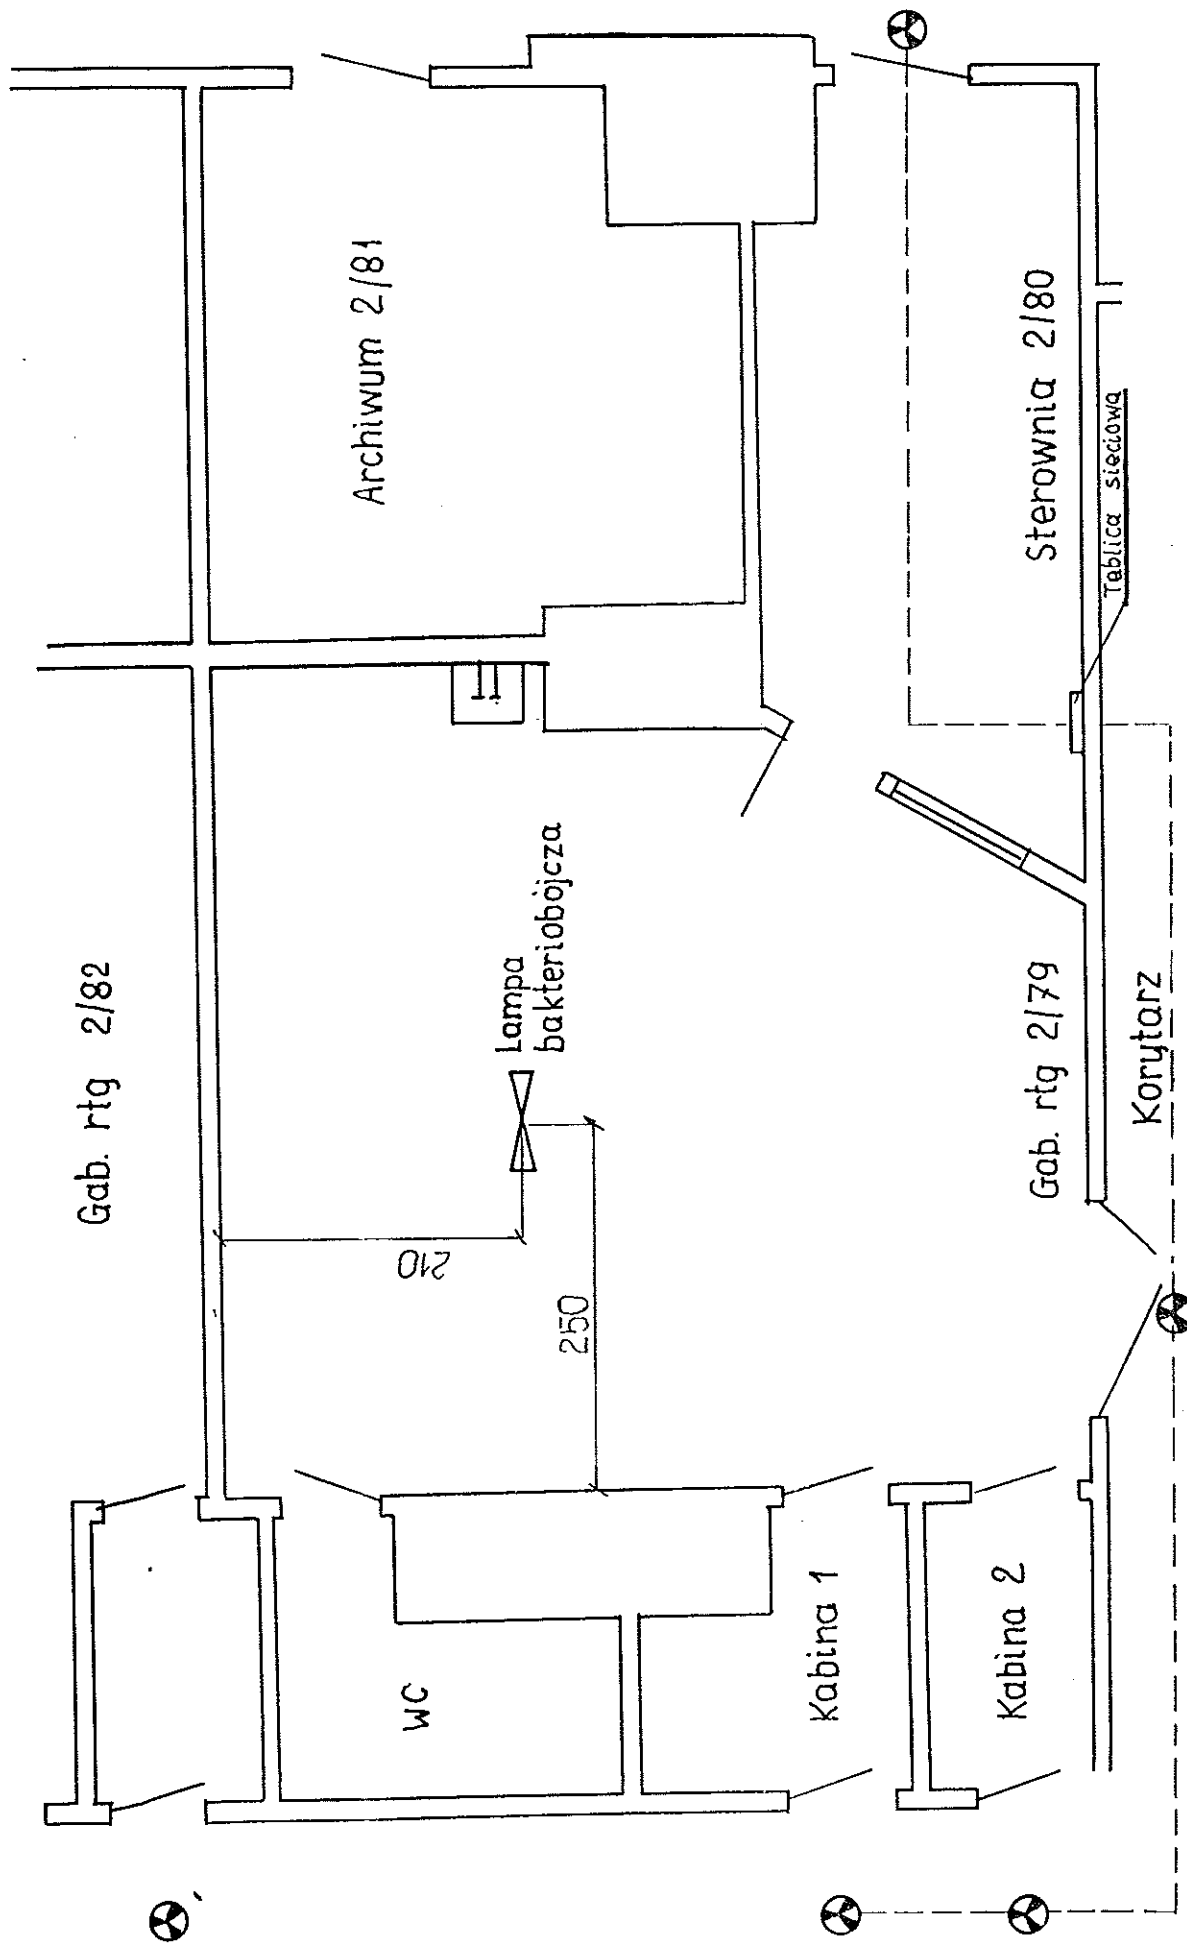 Gab. rtg 2/82
Archiwum 2/81
Lampa
bakteriobójcza
210
250
WC
Kabina 1
Kabina 2
Gab. rtg 2/79
Sterownia 2/80
Tablica sieciowa
Korytarz